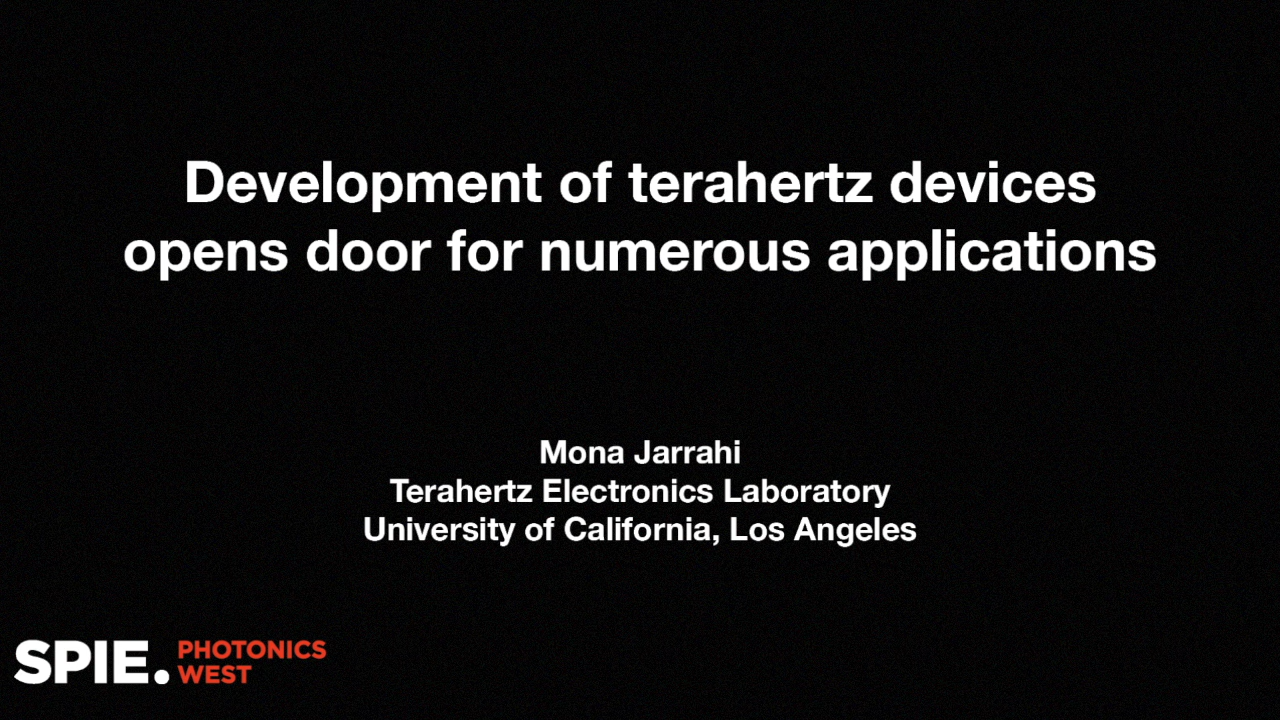 Development of terahertz devices
opens door for numerous applications
Mona Jarrahi
Terahertz Electronics Laboratory
University of California, Los Angeles
SPIE. PHOTONICS
WEST